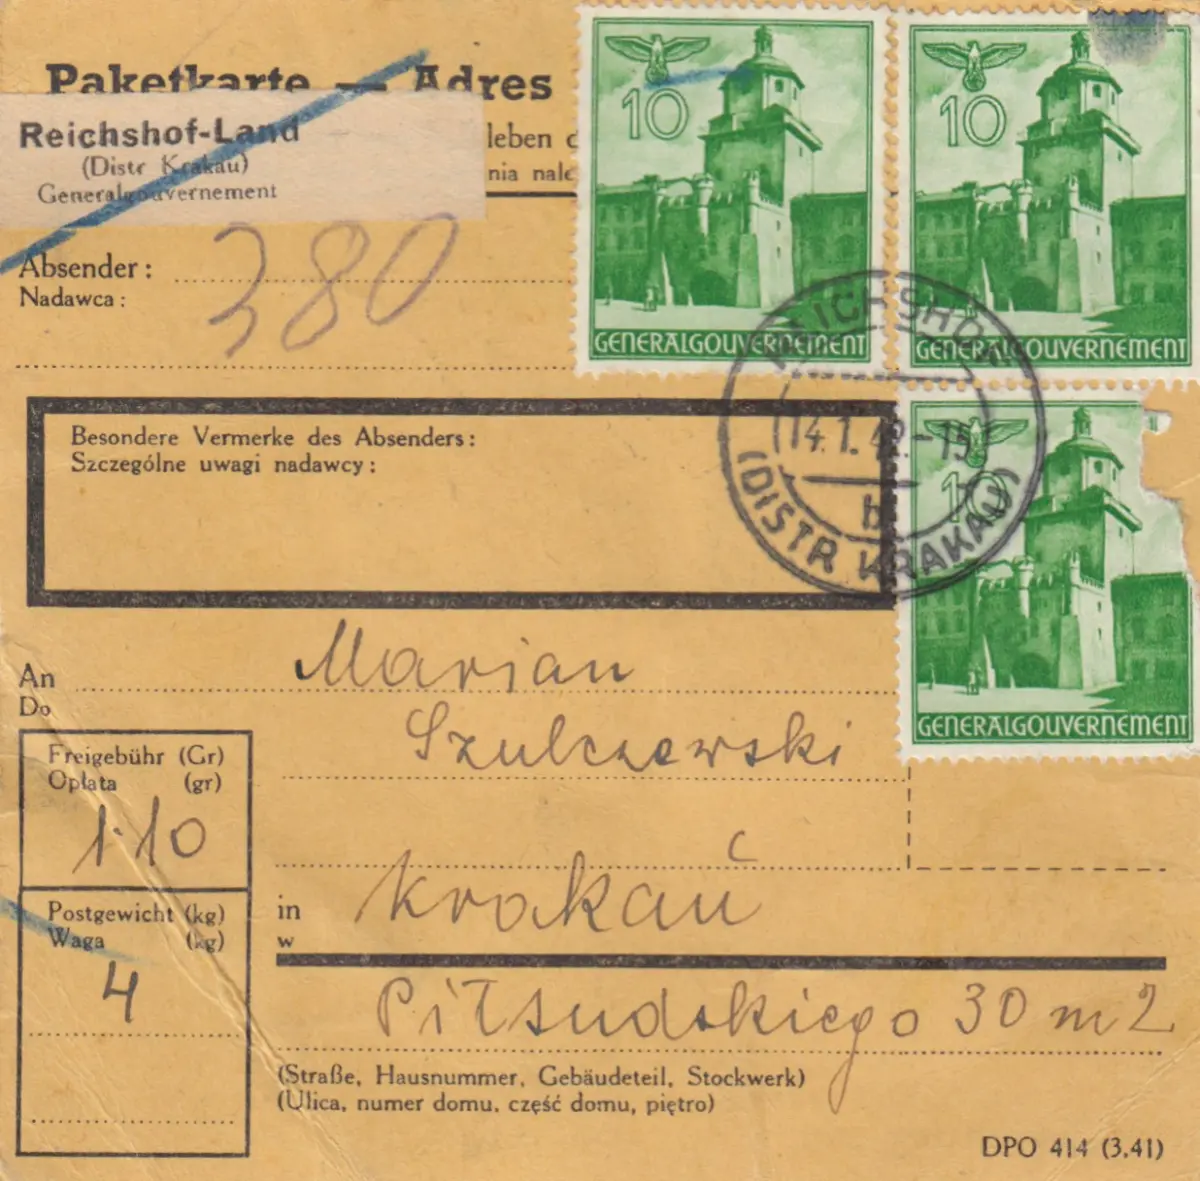 Paketkarte — Adres
Reichshof-Land
(Distr Krakau)
Generalgouvernement
leben d
nia nale
10
GENERALGOUVERNEMENT
10
GENERALGOUVERNEMENT
10
GENERALGOUVERNEMENT
Absender:
Nadawca:
380
REICHSHOF
14.1.42.-15
b
(DISTR. KRAKAU)
Besondere Vermerke des Absenders:
Szczególne uwagi nadawcy:
An
Do
Marian
Szulczewski
Freigebühr (Gr)
Opłata (gr)
1·10
Postgewicht (kg)
Waga (kg)
4
in
w
Krakau
Piłsudskiego 30 m 2
(Straße, Hausnummer, Gebäudeteil, Stockwerk)
(Ulica, numer domu, część domu, piętro)
DPO 414 (3.41)